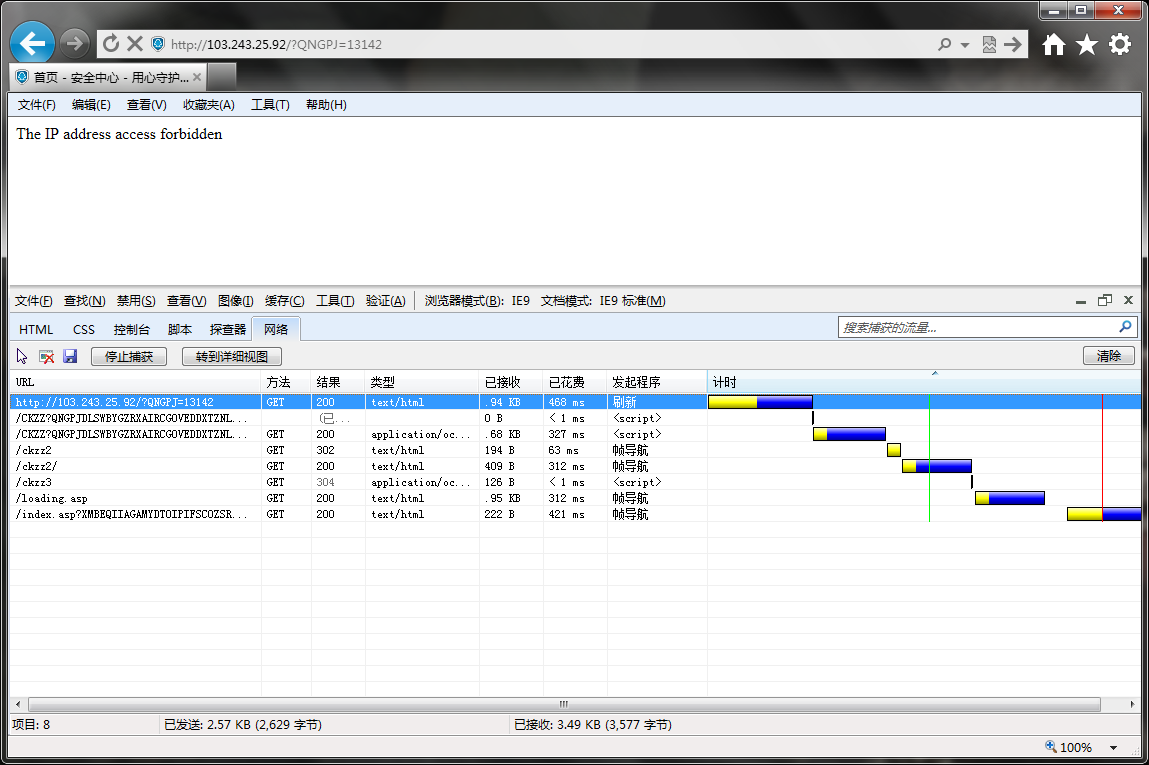 http://103.243.25.92/?QNGPJ=13142
首页 - 安全中心 - 用心守护...
文件(F) 编辑(E) 查看(V) 收藏夹(A) 工具(T) 帮助(H)
The IP address access forbidden
文件(F) 查找(N) 禁用(S) 查看(V) 图像(I) 缓存(C) 工具(T) 验证(A) 浏览器模式(B): IE9 文档模式: IE9 标准(M)
HTML CSS 控制台 脚本 探查器 网络 搜索捕获的流量...
停止捕获 转到详细视图 清除
URL 方法 结果 类型 已接收 已花费 发起程序 计时
http://103.243.25.92/?QNGPJ=13142 GET 200 text/html .94 KB 468 ms 刷新
/CKZZ?QNGPJDLSWBYGZRXAIRCGOVEDDXTZNL... (已... 0 B < 1 ms <script>
/CKZZ?QNGPJDLSWBYGZRXAIRCGOVEDDXTZNL... GET 200 application/oc... .68 KB 327 ms <script>
/ckzz2 GET 302 text/html 194 B 63 ms 帧导航
/ckzz2/ GET 200 text/html 409 B 312 ms 帧导航
/ckzz3 GET 304 application/oc... 126 B < 1 ms <script>
/loading.asp GET 200 text/html .95 KB 312 ms 帧导航
/index.asp?XMBEQIIAGAMYDTOIPIFSCOZSR... GET 200 text/html 222 B 421 ms 帧导航
项目: 8 已发送: 2.57 KB (2,629 字节) 已接收: 3.49 KB (3,577 字节)
100%